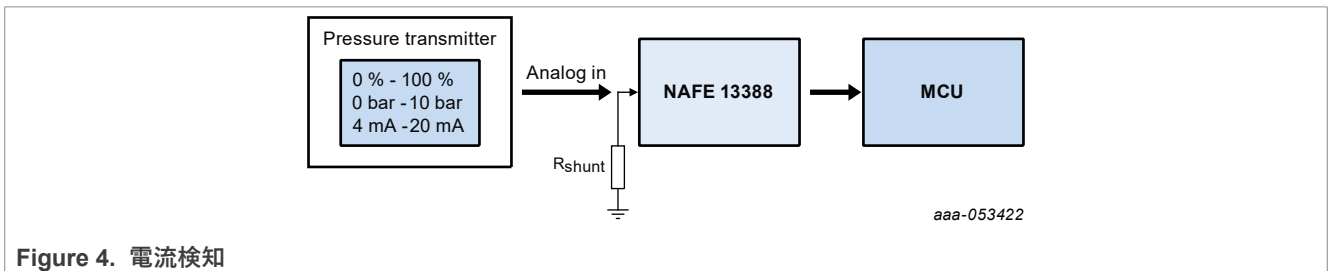 Pressure transmitter
0 % - 100 %
0 bar - 10 bar
4 mA - 20 mA
Analog in
Rshunt
NAFE 13388
MCU
aaa-053422
Figure 4. 電流検知